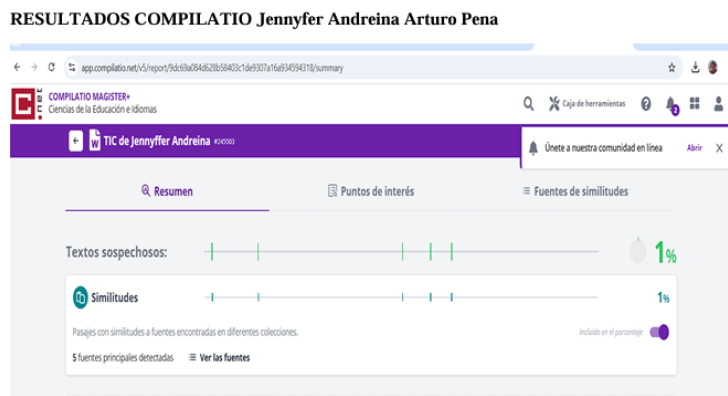 RESULTADOS COMPILATIO Jennyfer Andreina Arturo Pena
app.compilatio.net/v5/report/9dc69a084d628b58403c1de9307a16a934594318/summary
C .net
COMPILATIO MAGISTER+
Ciencias de la Educación e Idiomas
Caja de herramientas
2
W TIC de Jennyffer Andreina #245503
Únete a nuestra comunidad en línea Abrir X
Resumen Puntos de interés Fuentes de similitudes
Textos sospechosos: 1%
Similitudes 1%
Pasajes con similitudes a fuentes encontradas en diferentes colecciones. Incluido en el porcentaje
5 fuentes principales detectadas Ver las fuentes